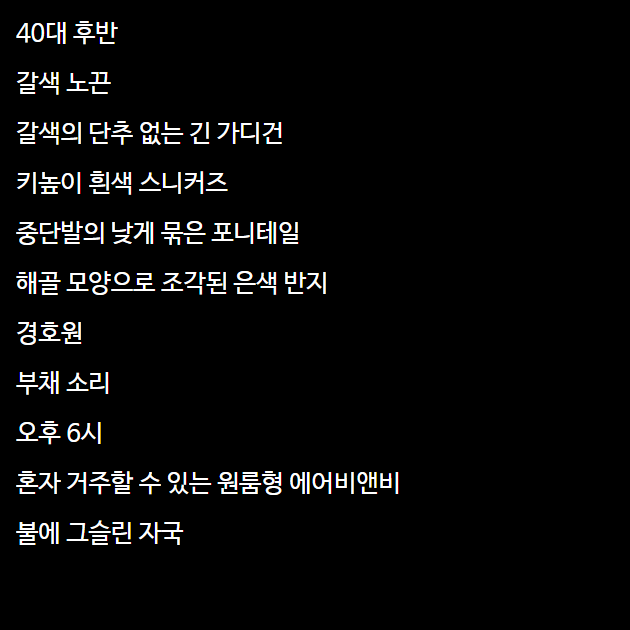 40대 후반
갈색 노끈
갈색의 단추 없는 긴 가디건
키높이 흰색 스니커즈
중단발의 낮게 묶은 포니테일
해골 모양으로 조각된 은색 반지
경호원
부채 소리
오후 6시
혼자 거주할 수 있는 원룸형 에어비앤비
불에 그슬린 자국